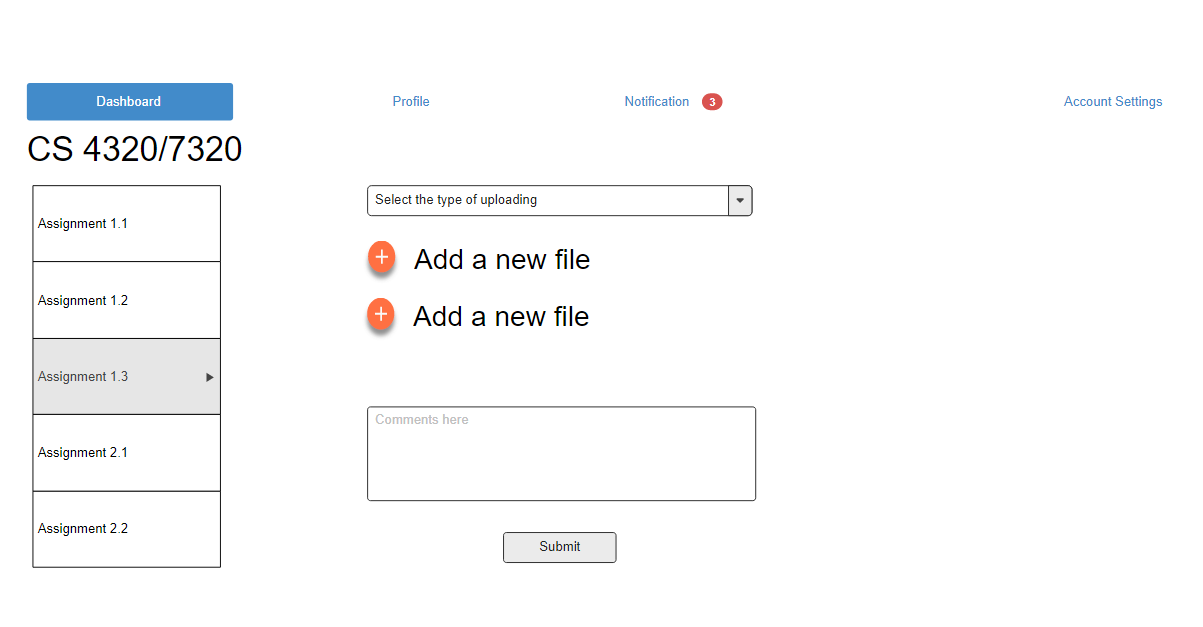 Dashboard
Profile
Notification 3
Account Settings
CS 4320/7320
Assignment 1.1
Assignment 1.2
Assignment 1.3
Assignment 2.1
Assignment 2.2
Select the type of uploading
Add a new file
Add a new file
Comments here
Submit